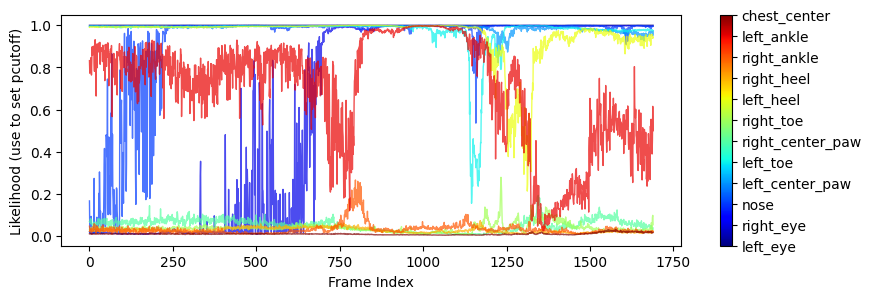 Likelihood (use to set pcutoff)
1.0
0.8
0.6
0.4
0.2
0.0
0
250
500
750
1000
1250
1500
1750
Frame Index
chest_center
left_ankle
right_ankle
right_heel
left_heel
right_toe
right_center_paw
left_toe
left_center_paw
nose
right_eye
left_eye